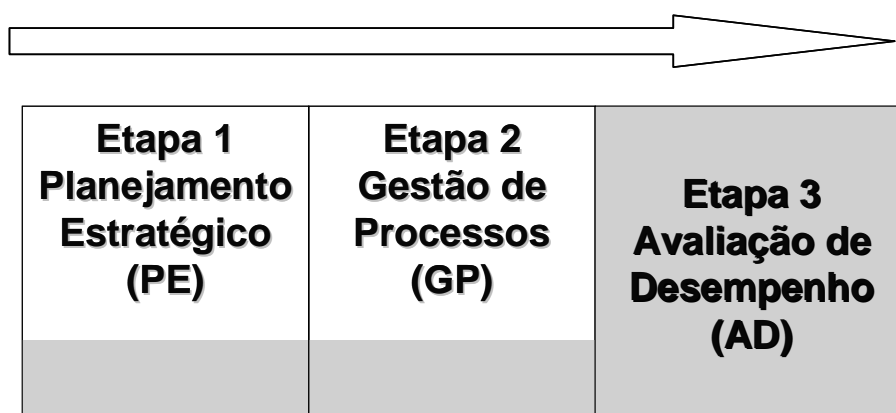 Etapa 1
Planejamento
Estratégico
(PE)
Etapa 2
Gestão de
Processos
(GP)
Etapa 3
Avaliação de
Desempenho
(AD)